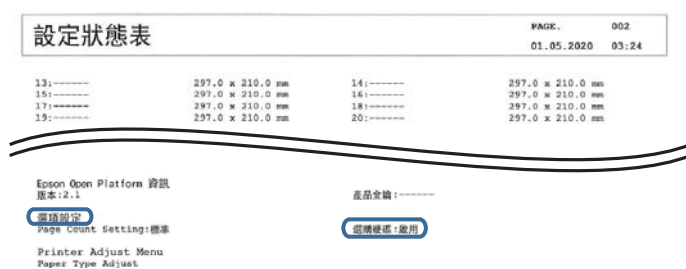 設定狀態表
PAGE. 002
01.05.2020 03:24
13:------ 297.0 x 210.0 mm 14:------ 297.0 x 210.0 mm
15:------ 297.0 x 210.0 mm 16:------ 297.0 x 210.0 mm
17:------ 297.0 x 210.0 mm 18:------ 297.0 x 210.0 mm
19:------ 297.0 x 210.0 mm 20:------ 297.0 x 210.0 mm
Epson Open Platform 資訊
版本:2.1 產品金鑰:------
選項設定
Page Count Setting:標準 選購硬碟:啟用
Printer Adjust Menu
Paper Type Adjust